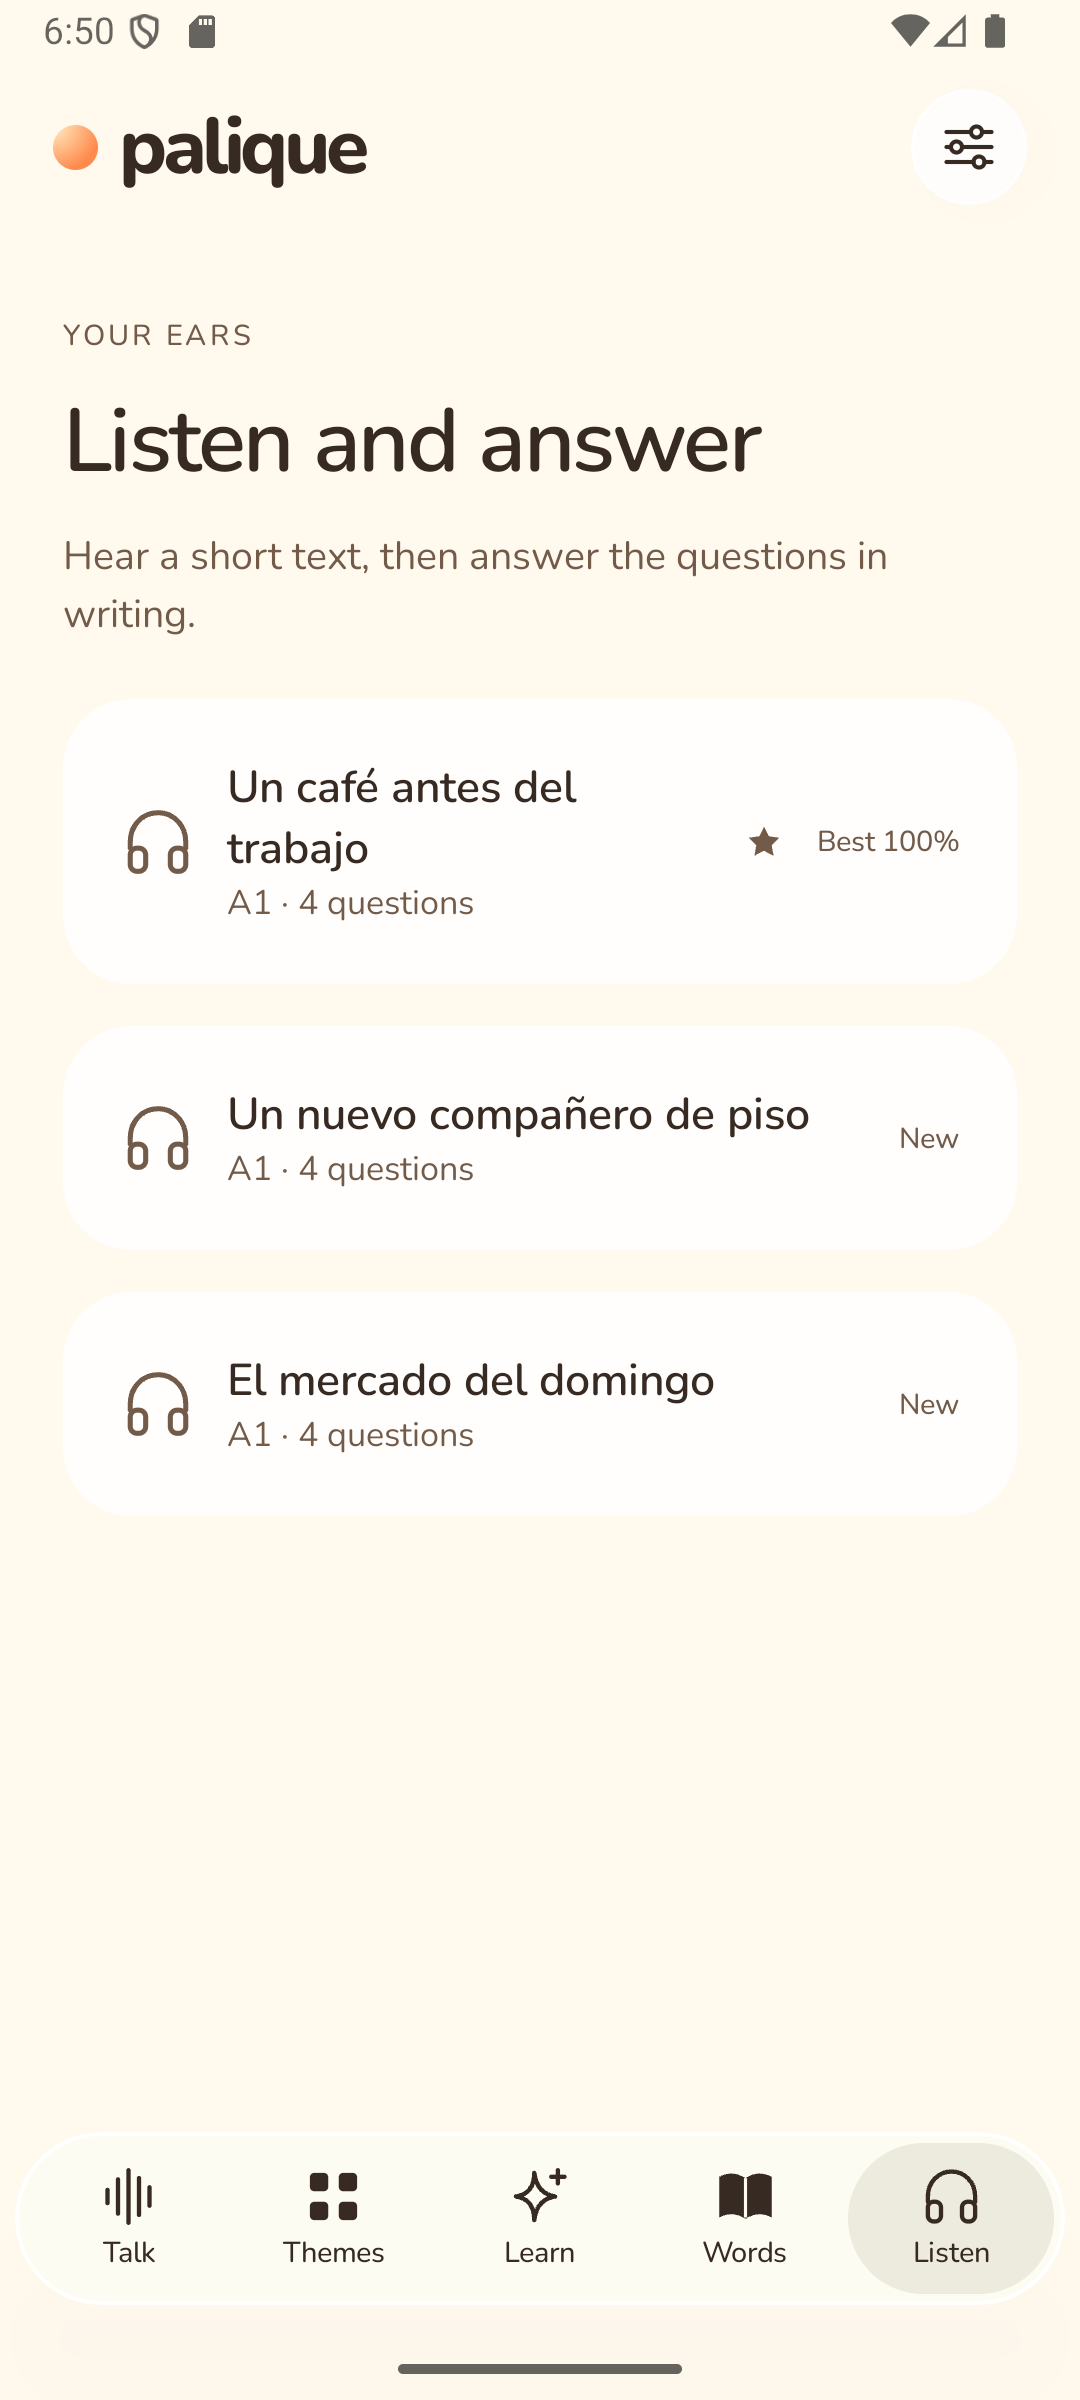 6:50
palique
YOUR EARS
Listen and answer
Hear a short text, then answer the questions in
writing.
Un café antes del
trabajo
A1 · 4 questions
Best 100%
Un nuevo compañero de piso
A1 · 4 questions
New
El mercado del domingo
A1 · 4 questions
New
Talk
Themes
Learn
Words
Listen